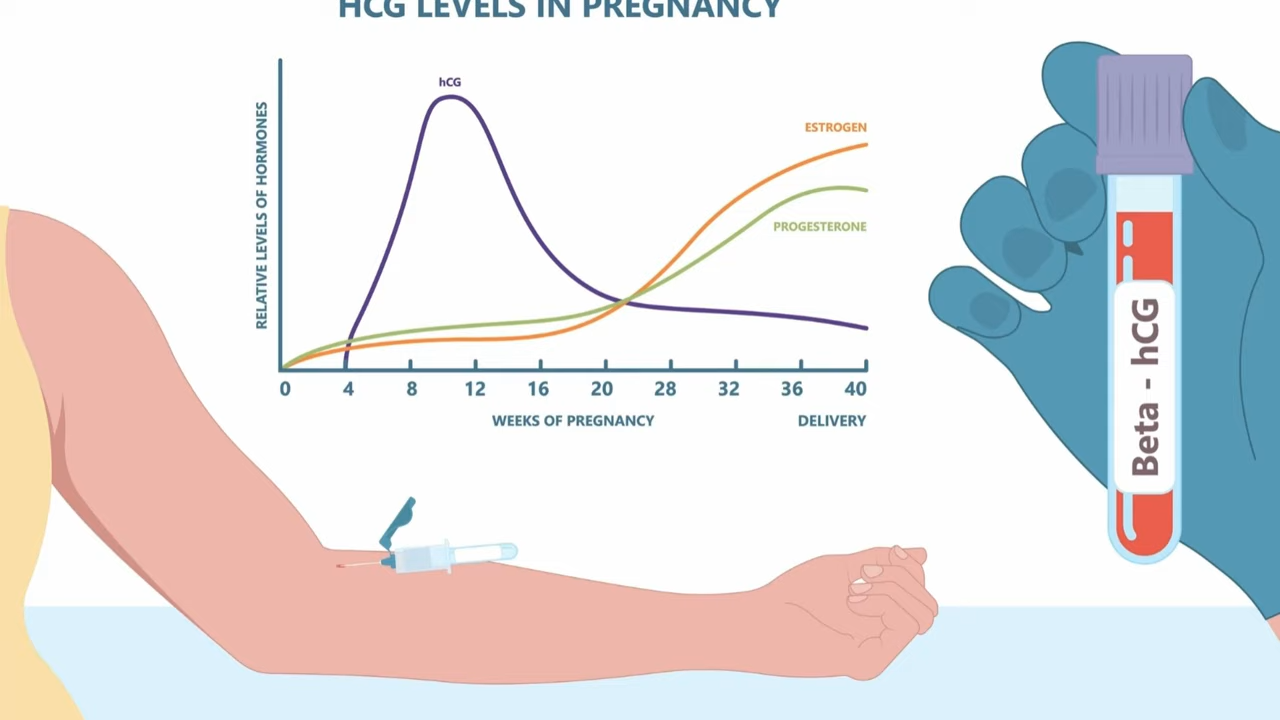 HCG LEVELS IN PREGNANCY
hCG
RELATIVE LEVELS OF HORMONES
ESTROGEN
PROGESTERONE
0 4 8 12 16 20 28 32 36 40
WEEKS OF PREGNANCY
DELIVERY
Beta - hCG